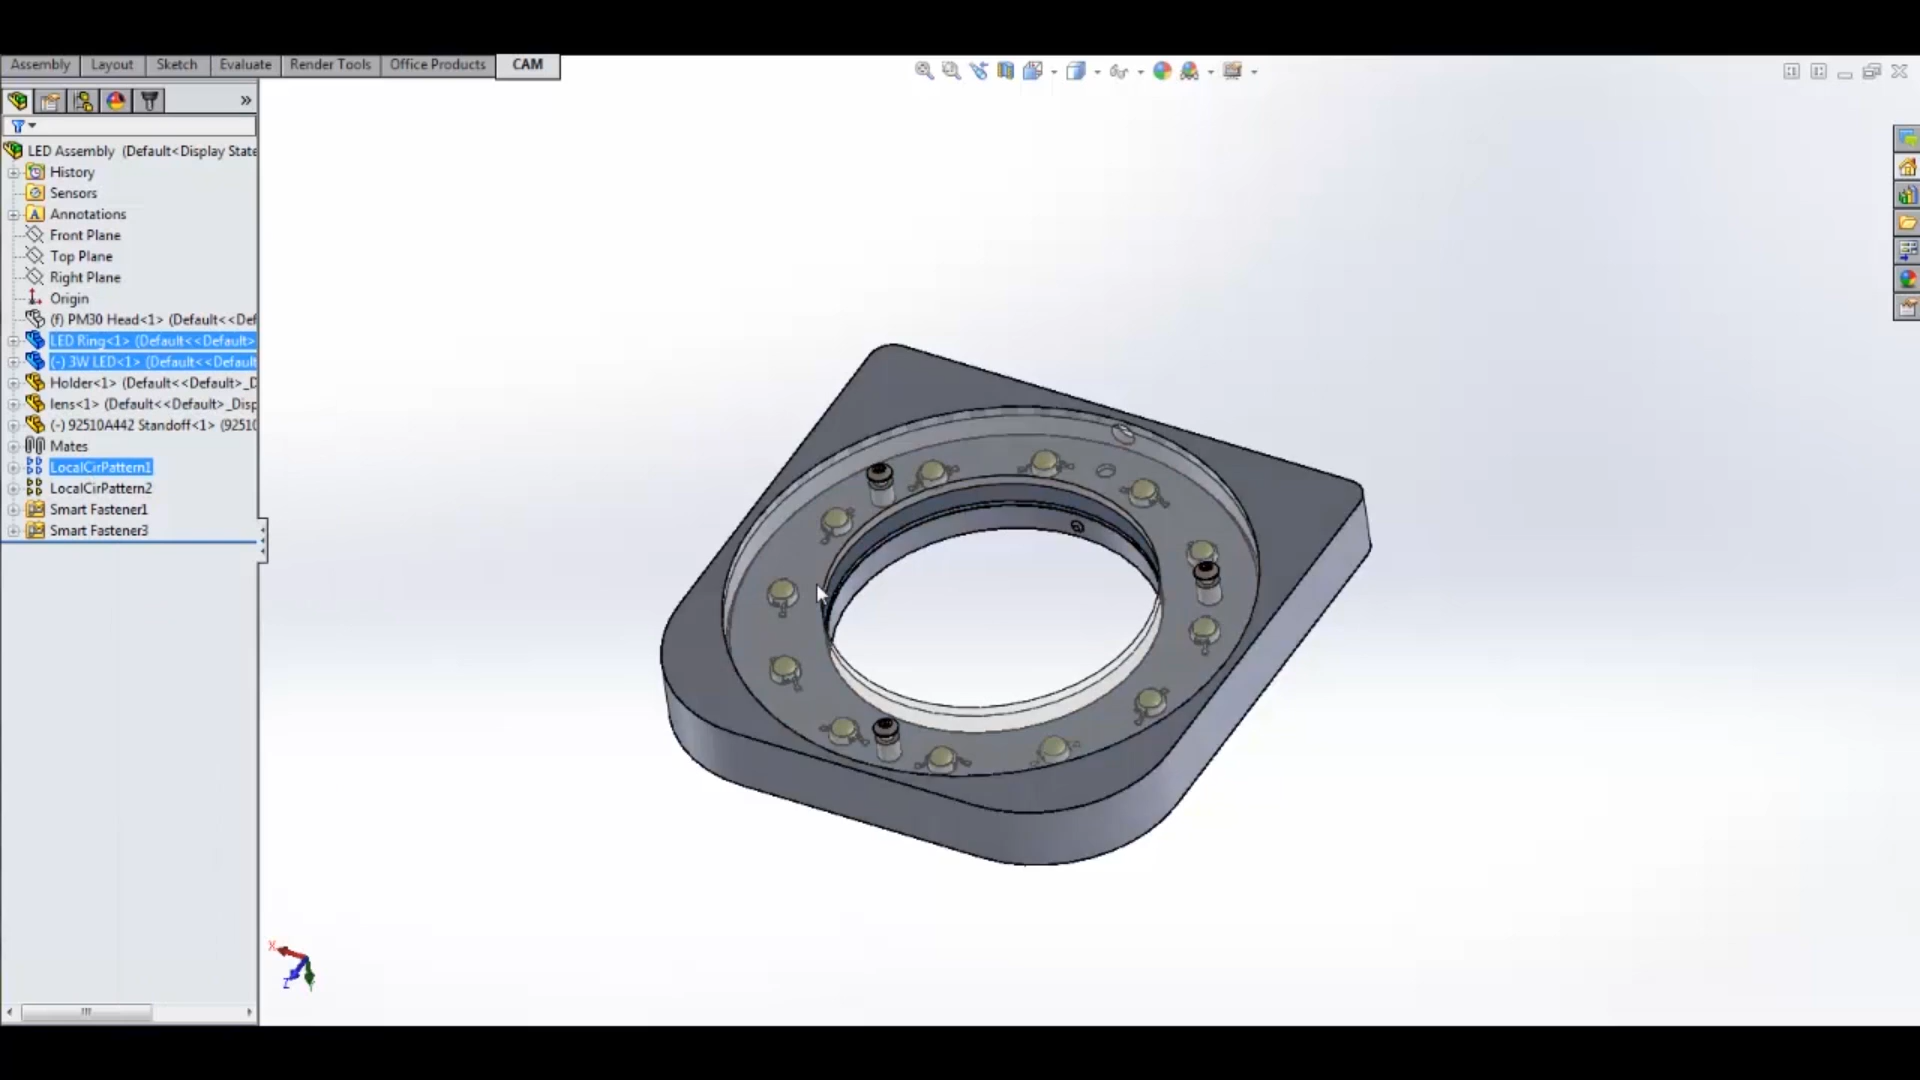 Assembly Layout Sketch Evaluate Render Tools Office Products CAM
»
LED Assembly (Default<Display State
History
Sensors
A Annotations
Front Plane
Top Plane
Right Plane
Origin
(f) PM30 Head<1> (Default<<Def
LED Ring<1> (Default<<Default>
(-) 3W LED<1> (Default<<Default
Holder<1> (Default<<Default>_D
lens<1> (Default<<Default>_Disp
(-) 92510A442 Standoff<1> (9251
Mates
LocalCirPattern1
LocalCirPattern2
Smart Fastener1
Smart Fastener3
X
Z